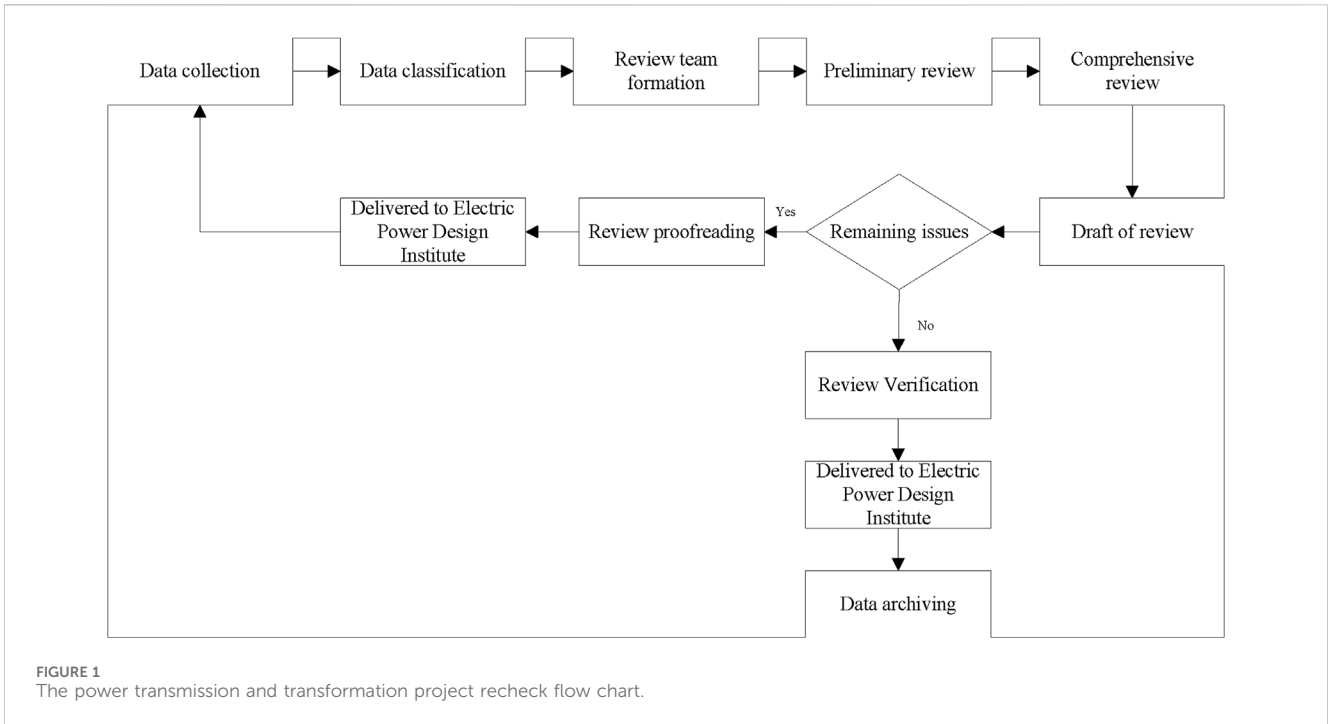 Data collection
Data classification
Review team
formation
Preliminary review
Comprehensive
review
Delivered to Electric
Power Design
Institute
Review proofreading
Yes
Remaining issues
Draft of review
No
Review Verification
Delivered to Electric
Power Design
Institute
Data archiving
FIGURE 1
The power transmission and transformation project recheck flow chart.